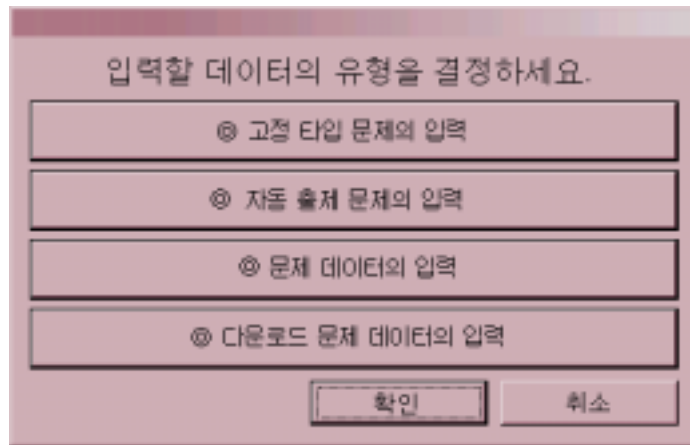 입력할 데이터의 유형을 결정하세요.
◎ 고정 타입 문제의 입력
◎ 자동 출제 문제의 입력
◎ 문제 데이터의 입력
◎ 다운로드 문제 데이터의 입력
확인 취소